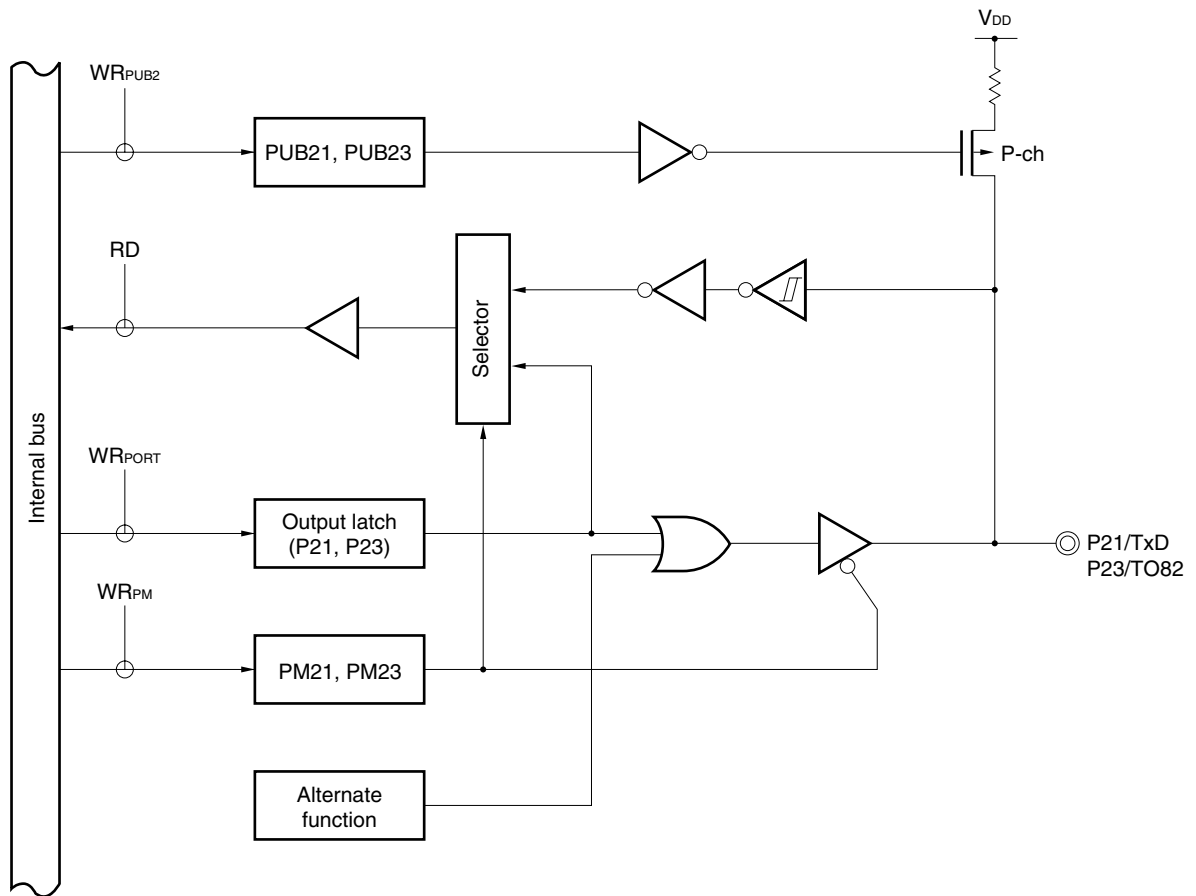 VDD
WRPUB2
PUB21, PUB23
P-ch
RD
Selector
Internal bus
WRPORT
Output latch
(P21, P23)
P21/TxD
P23/TO82
WRPM
PM21, PM23
Alternate
function